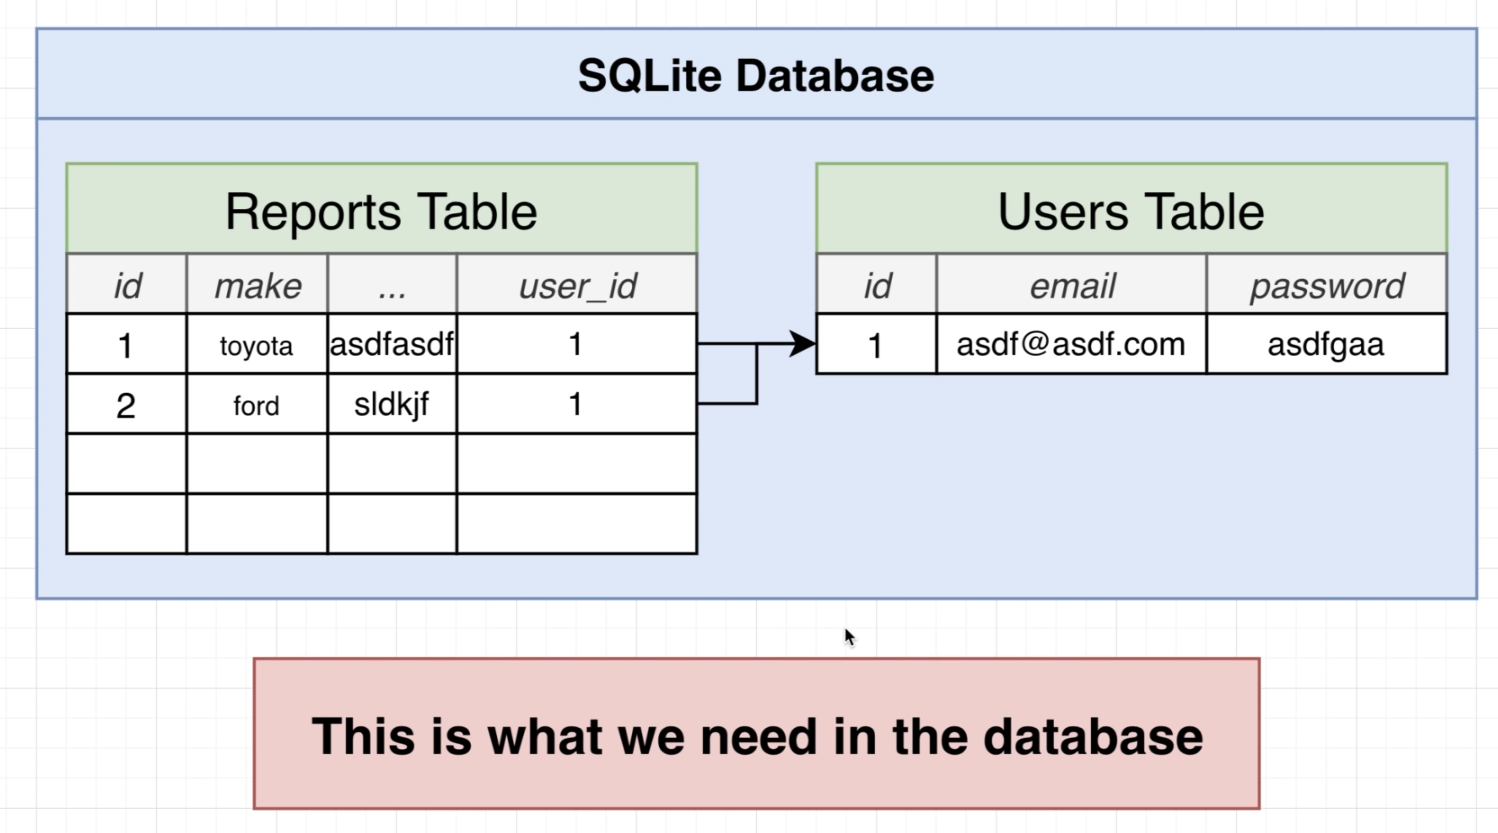 SQLite Database
Reports Table
id make ... user_id
1 toyota asdfasdf 1
2 ford sldkjf 1
Users Table
id email password
1 asdf@asdf.com asdfgaa
This is what we need in the database